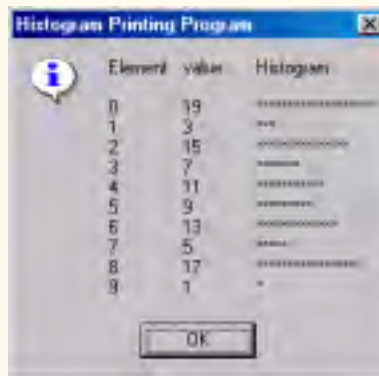 Histogram Printing Program
Element value Histogram
0 19 *******************
1 3 ***
2 15 ***************
3 7 *******
4 11 ***********
5 9 *********
6 13 *************
7 5 *****
8 17 *****************
9 1 *
OK